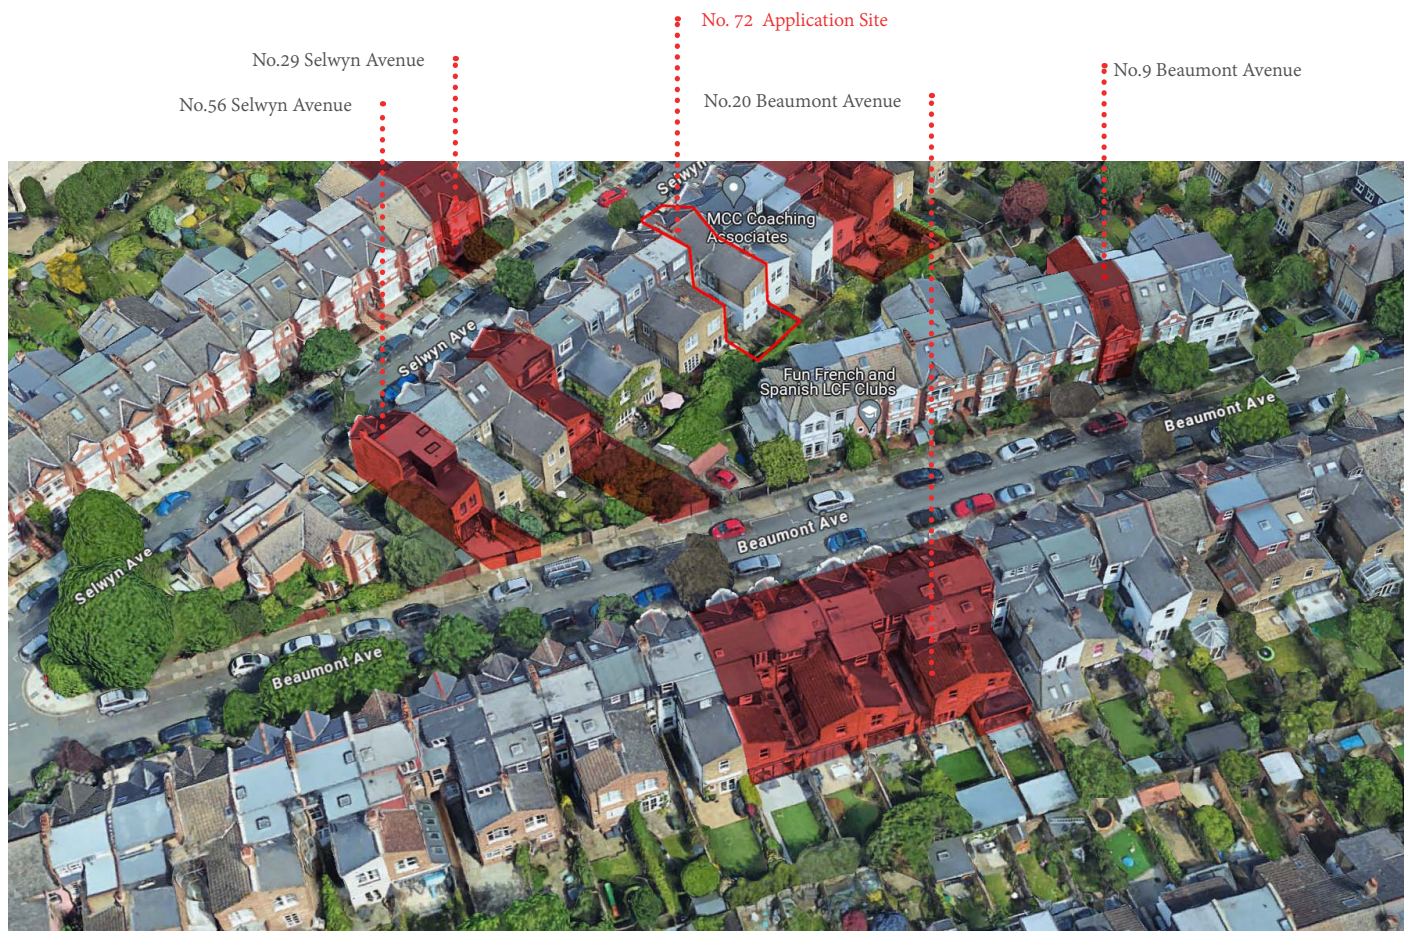 No. 72 Application Site
No.29 Selwyn Avenue
No.9 Beaumont Avenue
No.56 Selwyn Avenue
No.20 Beaumont Avenue
Selwyn
MCC Coaching
Associates
Selwyn Ave
Fun French and
Spanish LCF Clubs
Beaumont Ave
Beaumont Ave
Selwyn Ave
Beaumont Ave